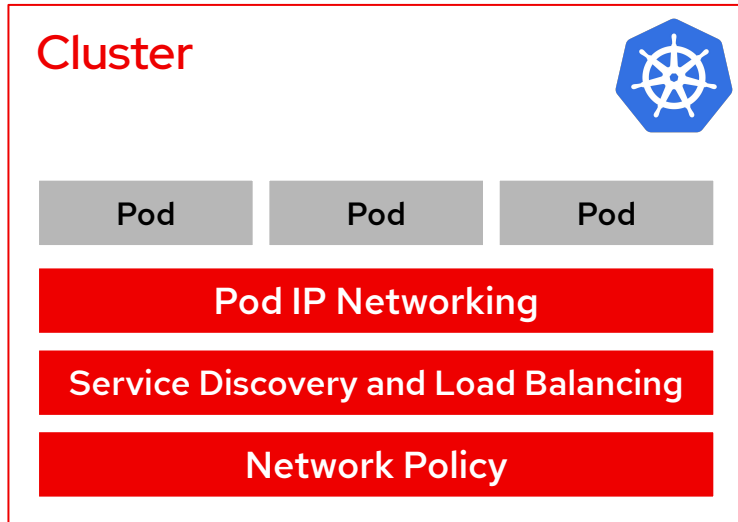 Cluster
Pod Pod Pod
Pod IP Networking
Service Discovery and Load Balancing
Network Policy